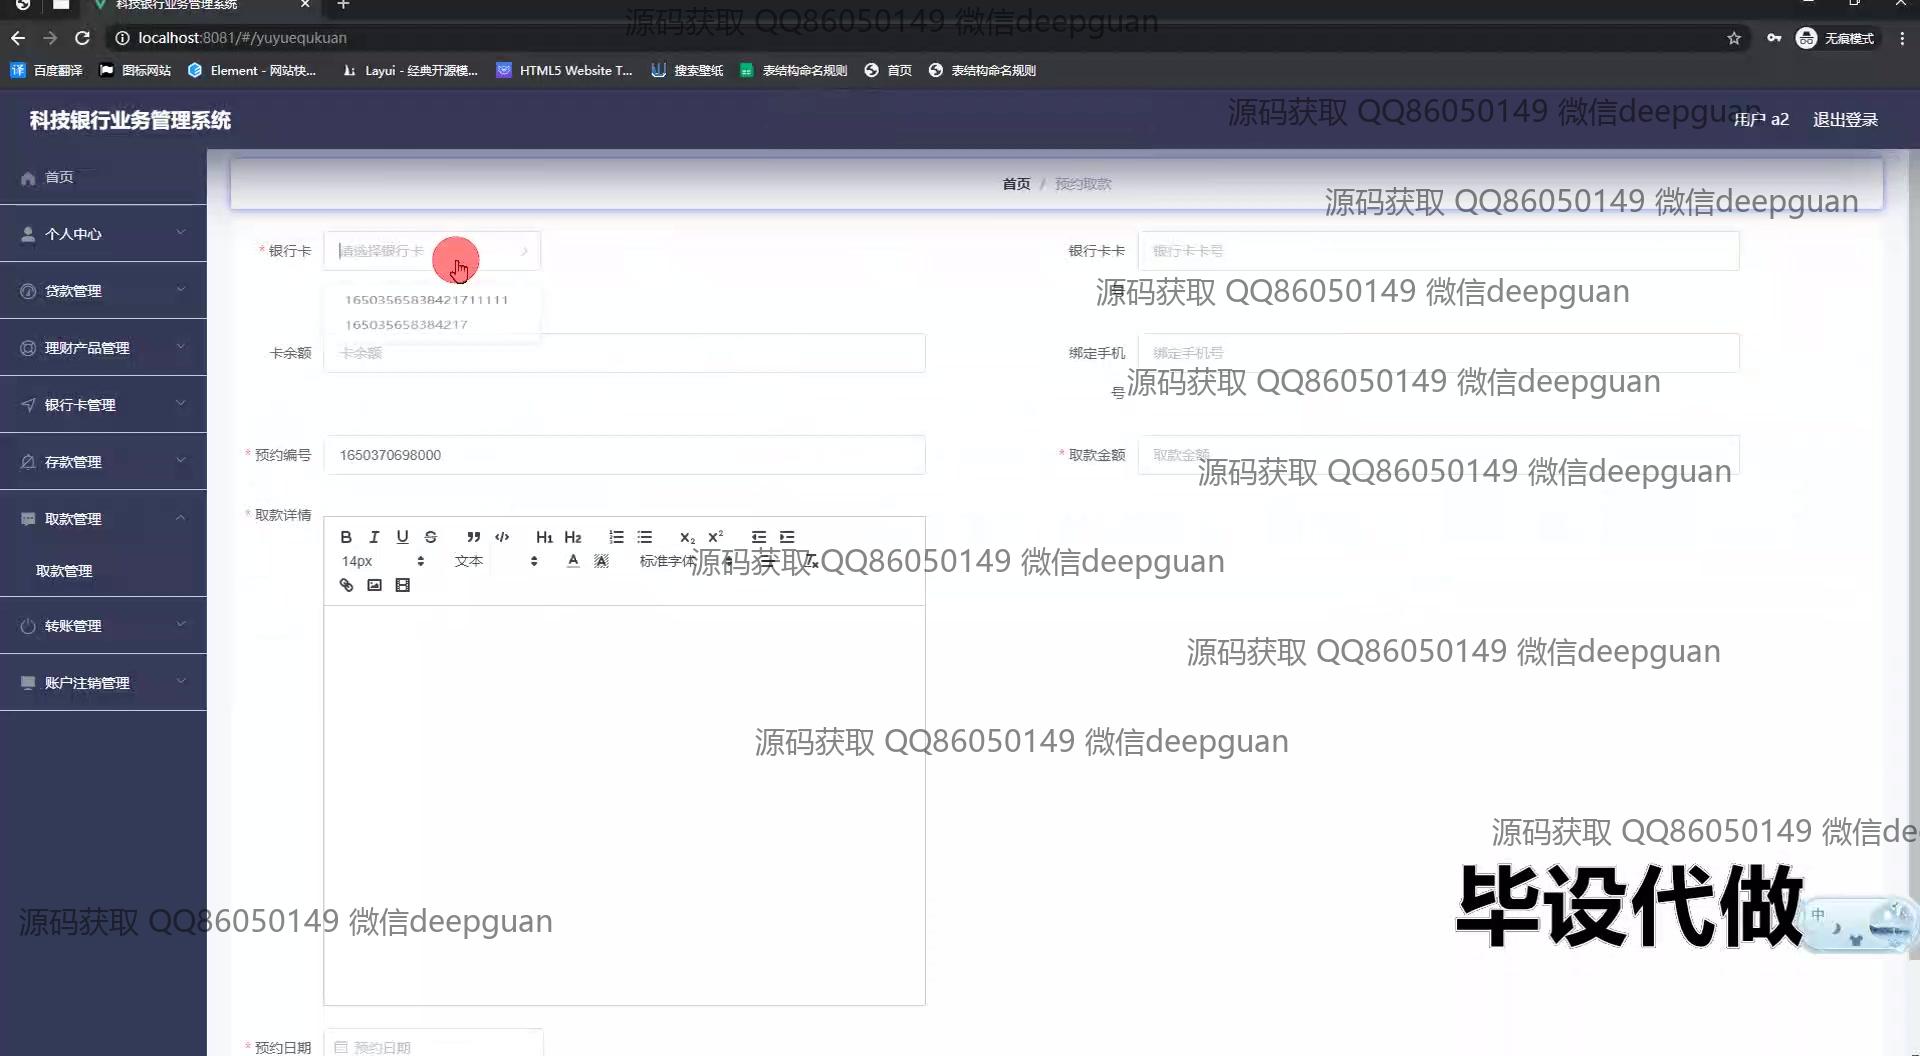 科技银行业务管理系统
localhost:8081/#/yuyuequkuan
源码获取 QQ86050149 微信deepguan
无痕模式
百度翻译
图标网站
Element - 网站快...
Layui - 经典开源模...
HTML5 Website T...
搜索壁纸
表结构命名规则
首页
表结构命名规则
科技银行业务管理系统
源码获取 QQ86050149 微信deepguan
用户 a2
退出登录
首页
首页 / 预约取款
源码获取 QQ86050149 微信deepguan
个人中心
* 银行卡
请选择银行卡
银行卡卡号
银行卡卡号
贷款管理
16503565838421711111
165035658384217
源码获取 QQ86050149 微信deepguan
理财产品管理
卡余额
卡余额
绑定手机号
绑定手机号
源码获取 QQ86050149 微信deepguan
银行卡管理
存款管理
* 预约编号
1650370698000
* 取款金额
取款金额
源码获取 QQ86050149 微信deepguan
取款管理
* 取款详情
B I U S ” </> H1 H2 X₂ X²
14px
文本
标准字体
源码获取 QQ86050149 微信deepguan
取款管理
转账管理
源码获取 QQ86050149 微信deepguan
账户注销管理
源码获取 QQ86050149 微信deepguan
源码获取 QQ86050149 微信de
毕设代做
中
源码获取 QQ86050149 微信deepguan
* 预约日期
预约日期